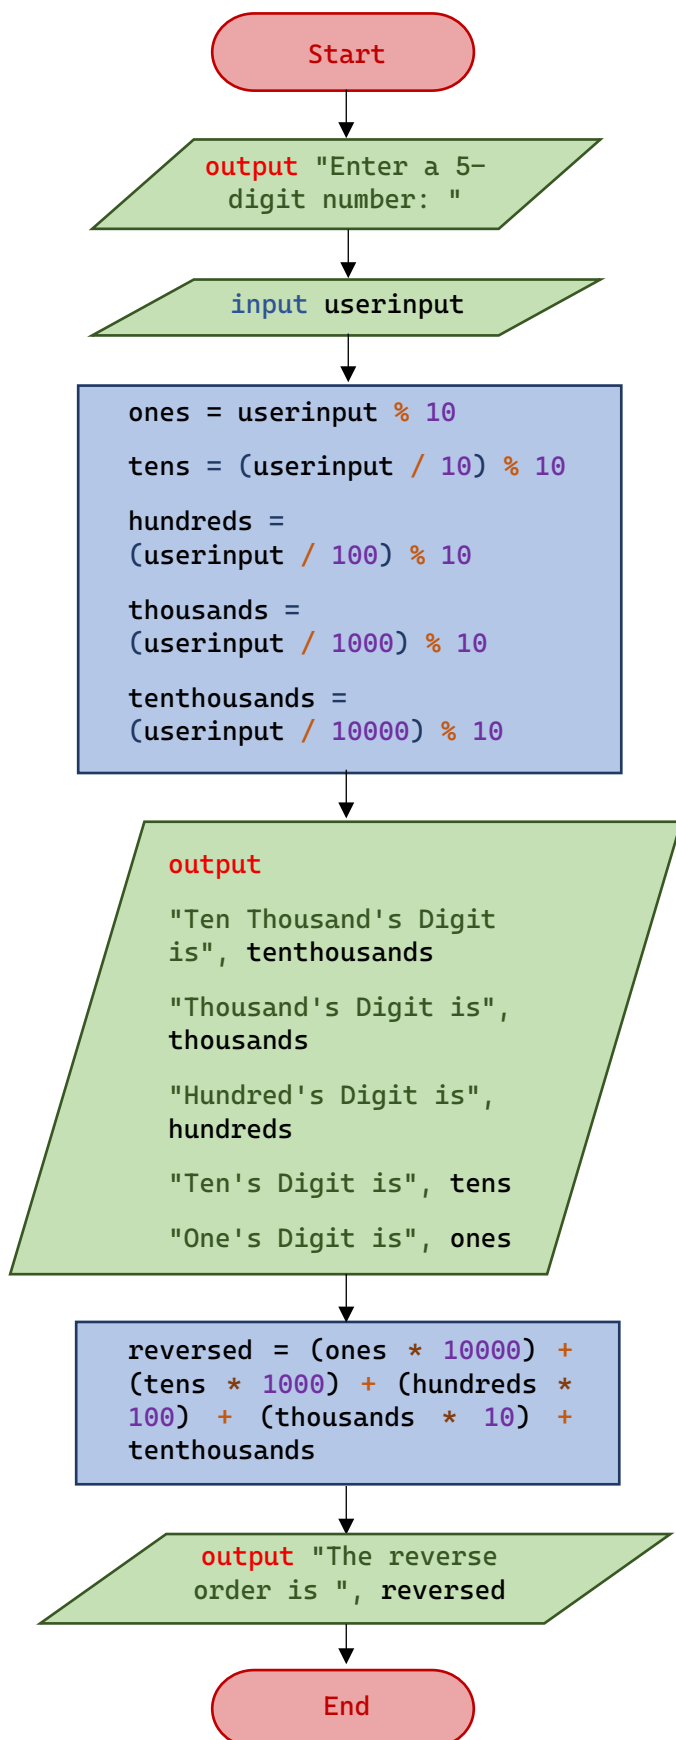 Start
output "Enter a 5-
digit number: "
input userinput
ones = userinput % 10
tens = (userinput / 10) % 10
hundreds =
(userinput / 100) % 10
thousands =
(userinput / 1000) % 10
tenthousands =
(userinput / 10000) % 10
output
"Ten Thousand's Digit
is", tenthousands
"Thousand's Digit is",
thousands
"Hundred's Digit is",
hundreds
"Ten's Digit is", tens
"One's Digit is", ones
reversed = (ones * 10000) +
(tens * 1000) + (hundreds *
100) + (thousands * 10) +
tenthousands
output "The reverse
order is ", reversed
End